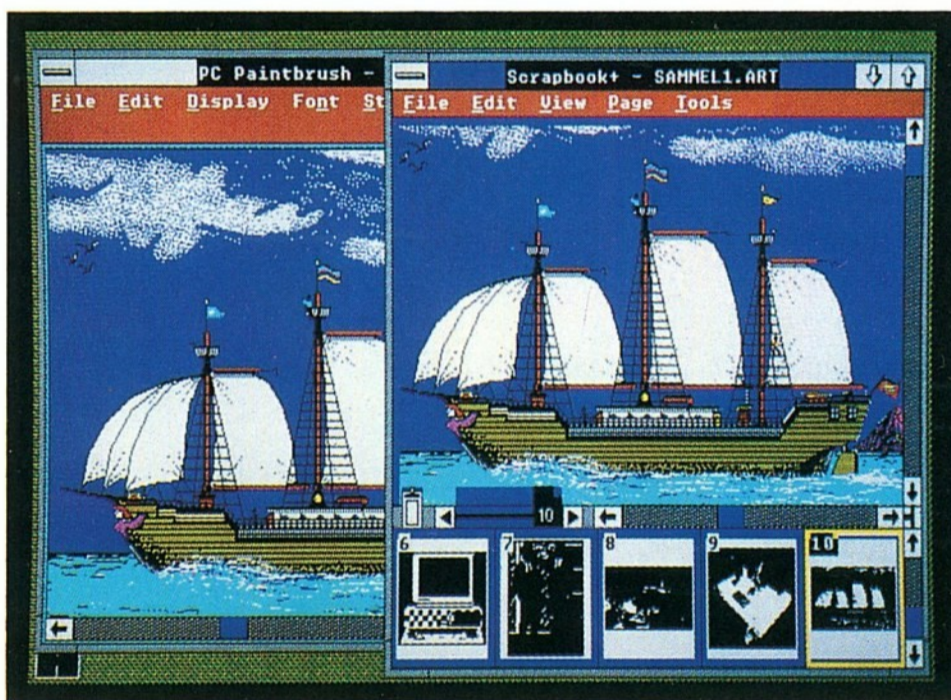 PC Paintbrush -
File Edit Display Font St
Scrapbook+ - SAMMEL1.ART
File Edit View Page Tools
10
6 7 8 9 10